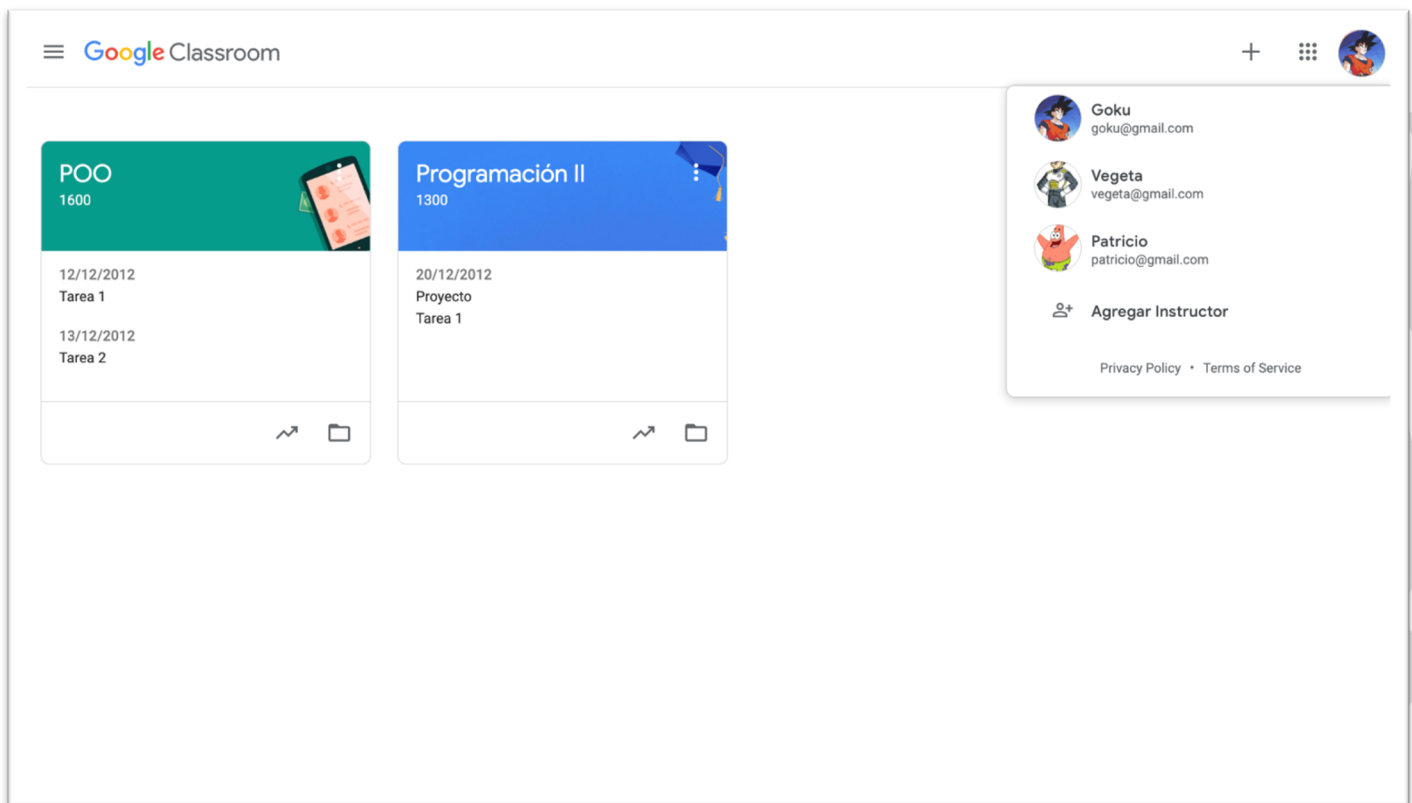 Google Classroom
POO
1600
12/12/2012
Tarea 1
13/12/2012
Tarea 2
Programación II
1300
20/12/2012
Proyecto
Tarea 1
Goku
goku@gmail.com
Vegeta
vegeta@gmail.com
Patricio
patricio@gmail.com
Agregar Instructor
Privacy Policy • Terms of Service